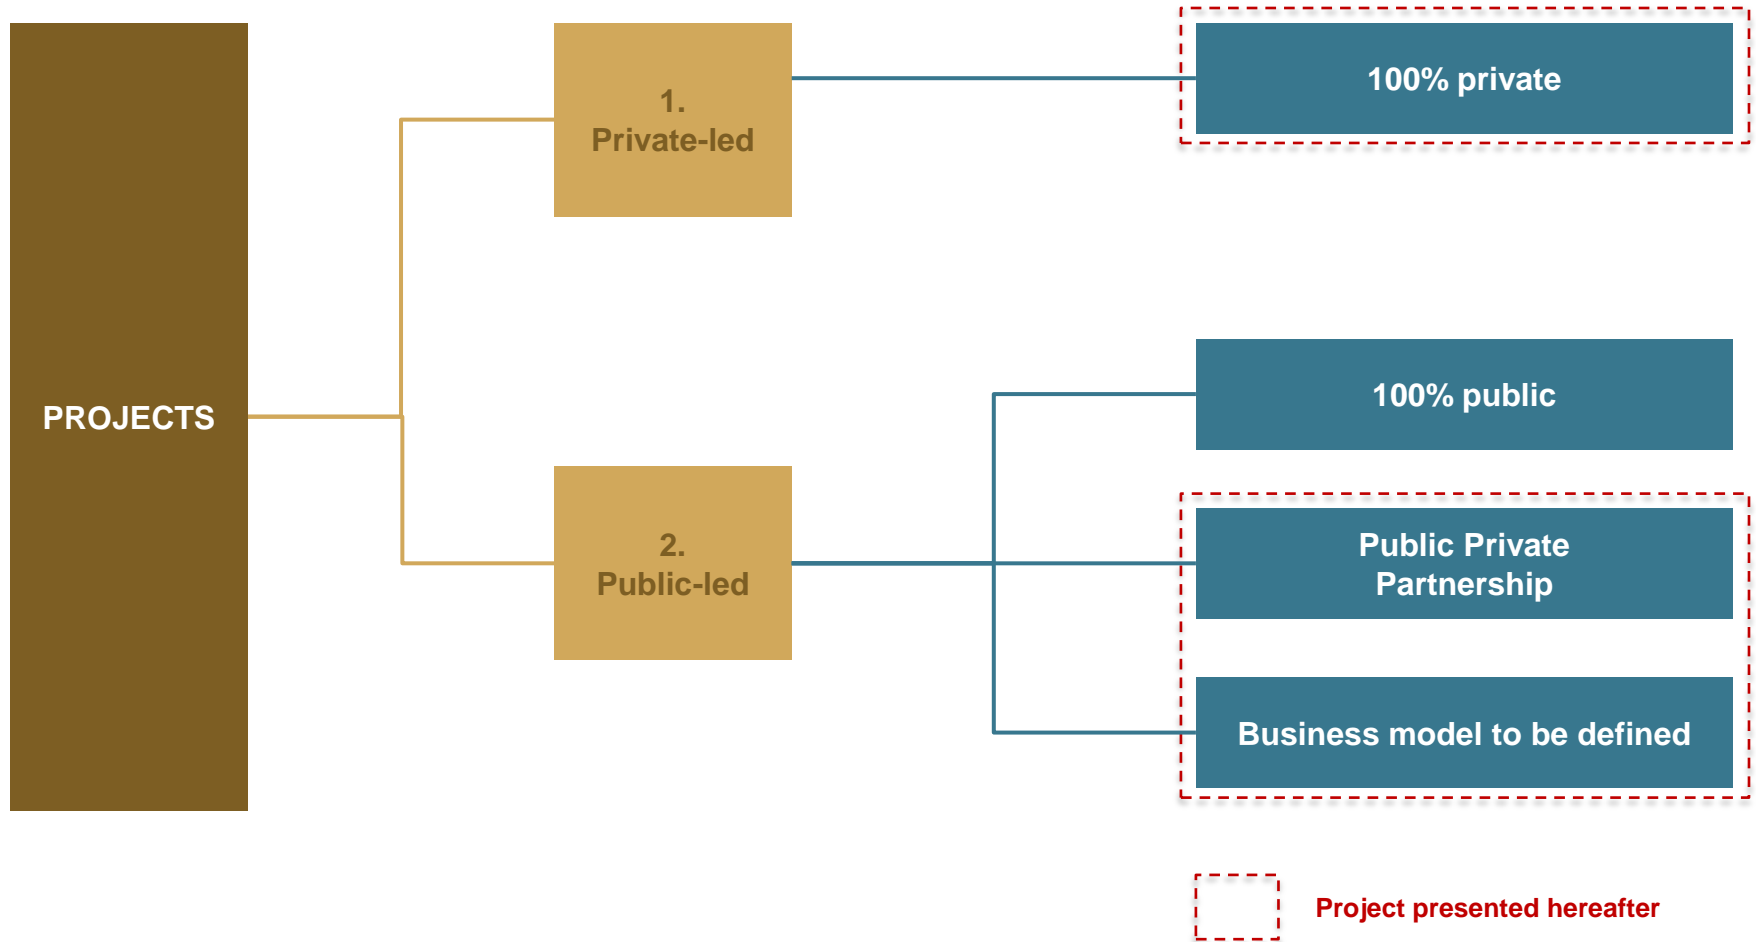 PROJECTS
1.
Private-led
100% private
2.
Public-led
100% public
Public Private
Partnership
Business model to be defined
Project presented hereafter